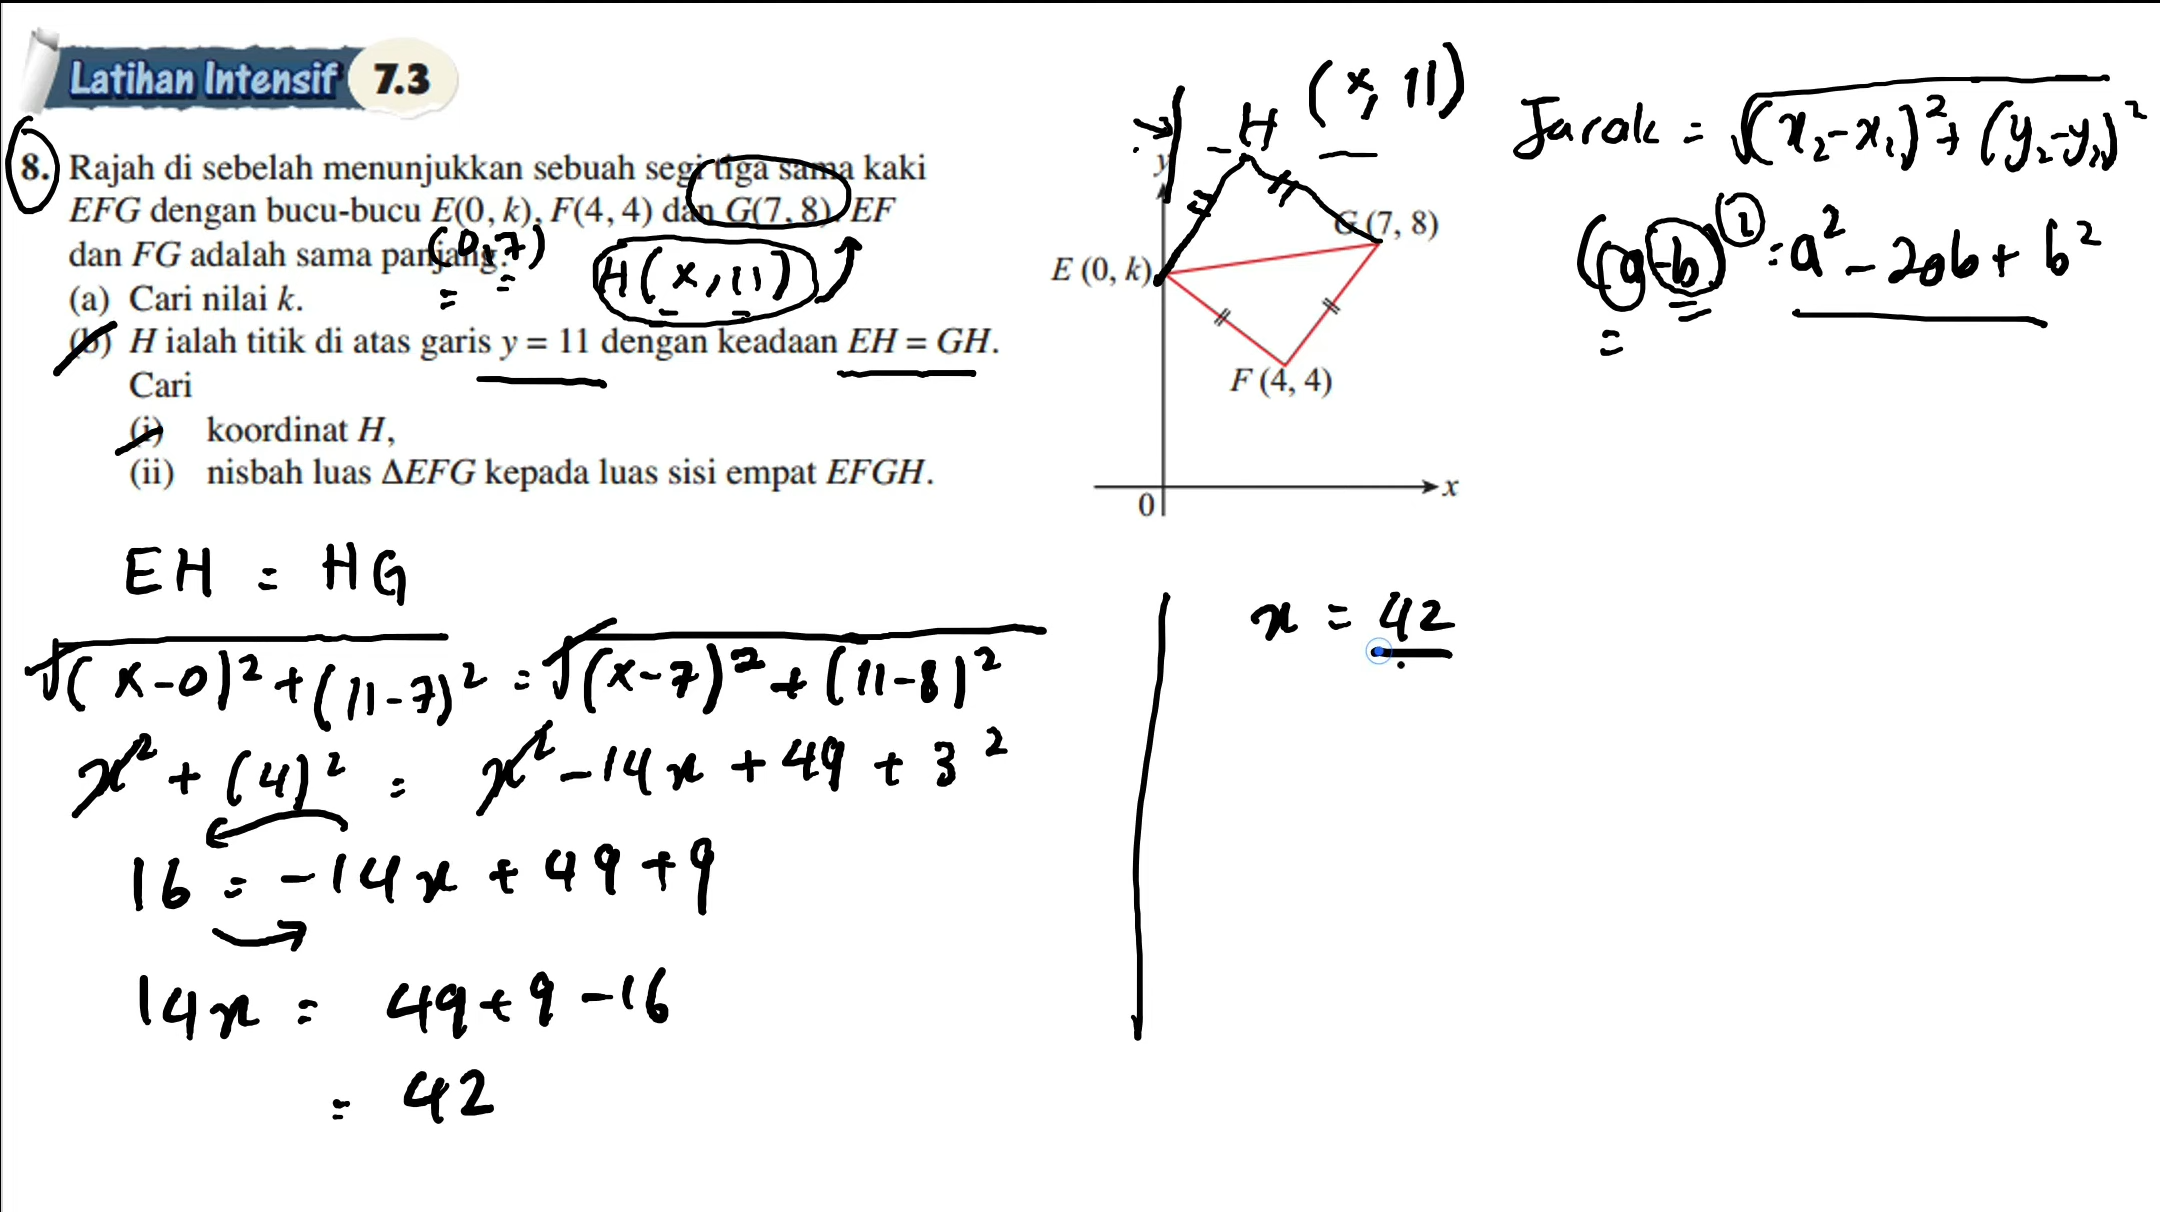 Latihan Intensif 7.3
8. Rajah di sebelah menunjukkan sebuah segi tiga sama kaki
EFG dengan bucu-bucu E(0, k), F(4, 4) dan G(7, 8). EF
dan FG adalah sama panjang.
(0, 7)
H(x, 11)
(a) Cari nilai k.
(b) H ialah titik di atas garis y = 11 dengan keadaan EH = GH.
Cari
(i) koordinat H,
(ii) nisbah luas ΔEFG kepada luas sisi empat EFGH.
H (x, 11)
y
G (7, 8)
E (0, k)
F (4, 4)
0
x
Jarak = √(x₂-x₁)² + (y₂-y₁)²
(a-b)² = a² - 2ab + b²
EH = HG
√(x-0)² + (11-7)² = √(x-7)² + (11-8)²
x² + (4)² = x² - 14x + 49 + 3²
16 = -14x + 49 + 9
14x = 49 + 9 - 16
= 42
x = 42